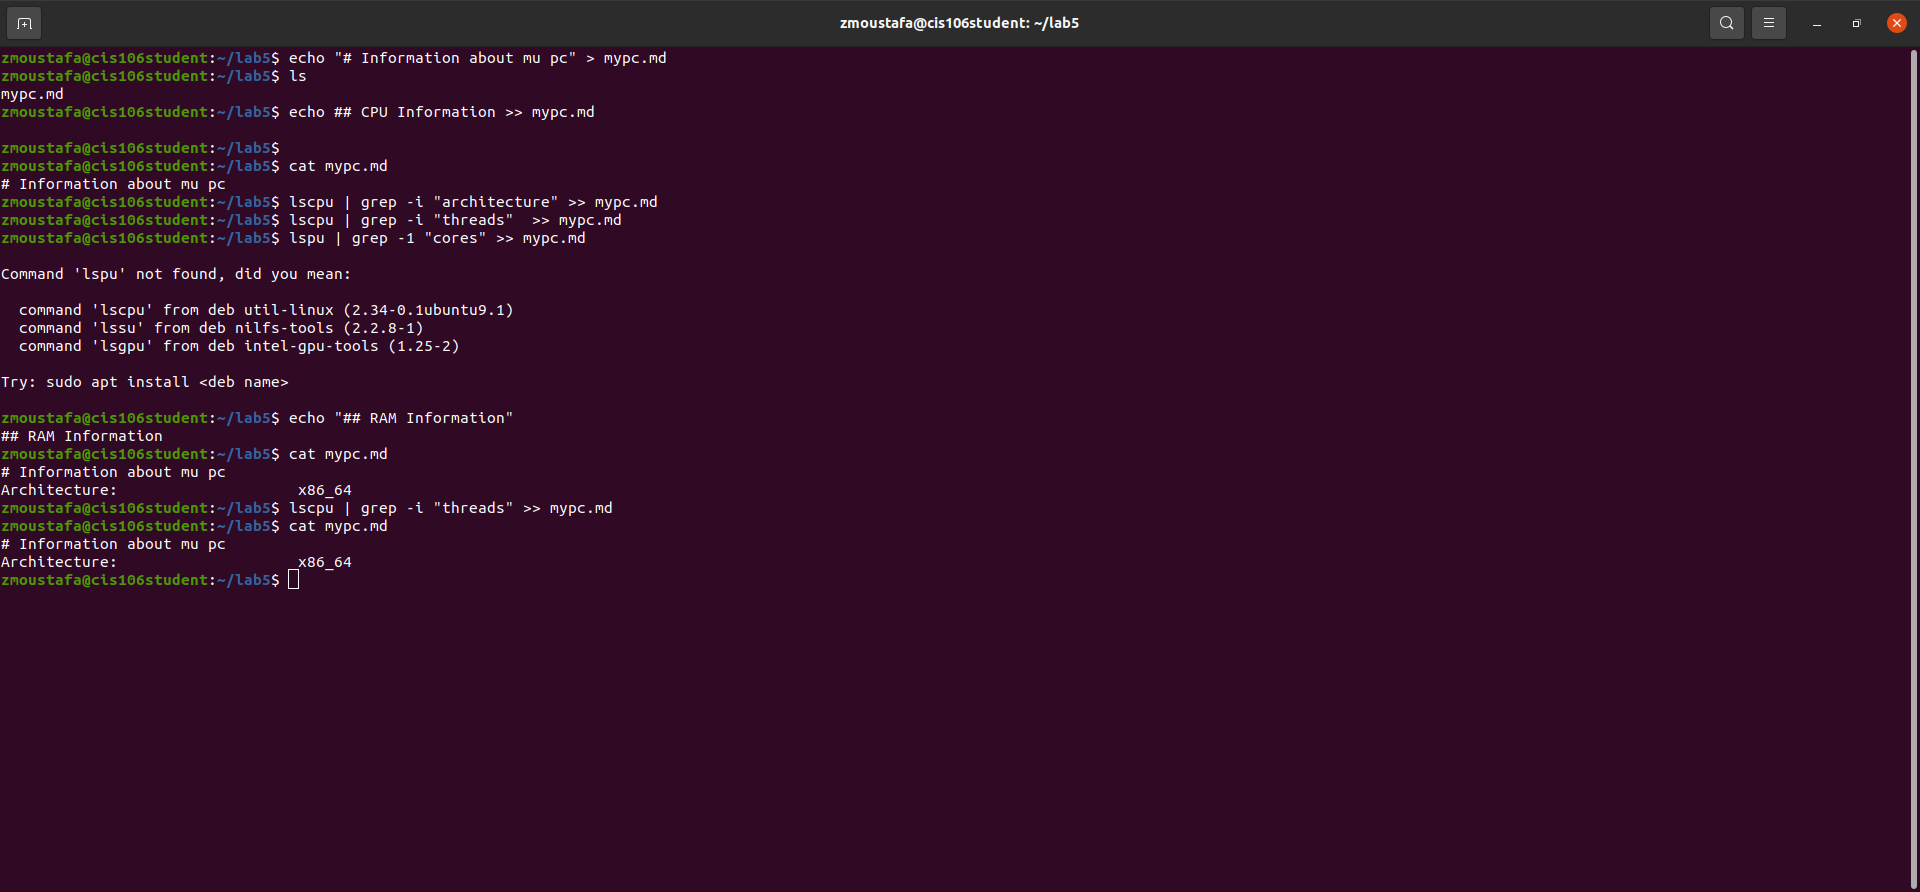 zmoustafa@cis106student: ~/lab5
zmoustafa@cis106student:~/lab5$ echo "# Information about mu pc" > mypc.md
zmoustafa@cis106student:~/lab5$ ls
mypc.md
zmoustafa@cis106student:~/lab5$ echo ## CPU Information >> mypc.md

zmoustafa@cis106student:~/lab5$
zmoustafa@cis106student:~/lab5$ cat mypc.md
# Information about mu pc
zmoustafa@cis106student:~/lab5$ lscpu | grep -i "architecture" >> mypc.md
zmoustafa@cis106student:~/lab5$ lscpu | grep -i "threads"  >> mypc.md
zmoustafa@cis106student:~/lab5$ lspu | grep -1 "cores" >> mypc.md

Command 'lspu' not found, did you mean:

  command 'lscpu' from deb util-linux (2.34-0.1ubuntu9.1)
  command 'lssu' from deb nilfs-tools (2.2.8-1)
  command 'lsgpu' from deb intel-gpu-tools (1.25-2)

Try: sudo apt install <deb name>

zmoustafa@cis106student:~/lab5$ echo "## RAM Information"
## RAM Information
zmoustafa@cis106student:~/lab5$ cat mypc.md
# Information about mu pc
Architecture:                    x86_64
zmoustafa@cis106student:~/lab5$ lscpu | grep -i "threads" >> mypc.md
zmoustafa@cis106student:~/lab5$ cat mypc.md
# Information about mu pc
Architecture:                    x86_64
zmoustafa@cis106student:~/lab5$